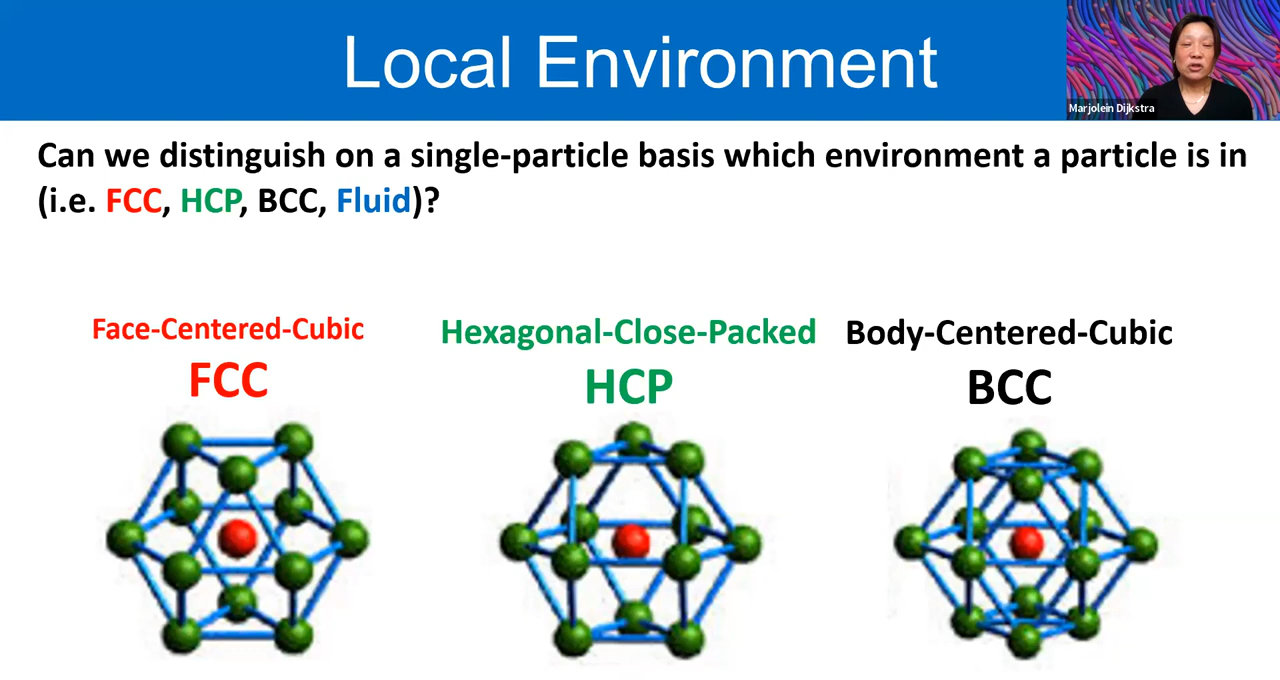 Local Environment
Marjolein Dijkstra
Can we distinguish on a single-particle basis which environment a particle is in
(i.e. FCC, HCP, BCC, Fluid)?
Face-Centered-Cubic
FCC
Hexagonal-Close-Packed
HCP
Body-Centered-Cubic
BCC